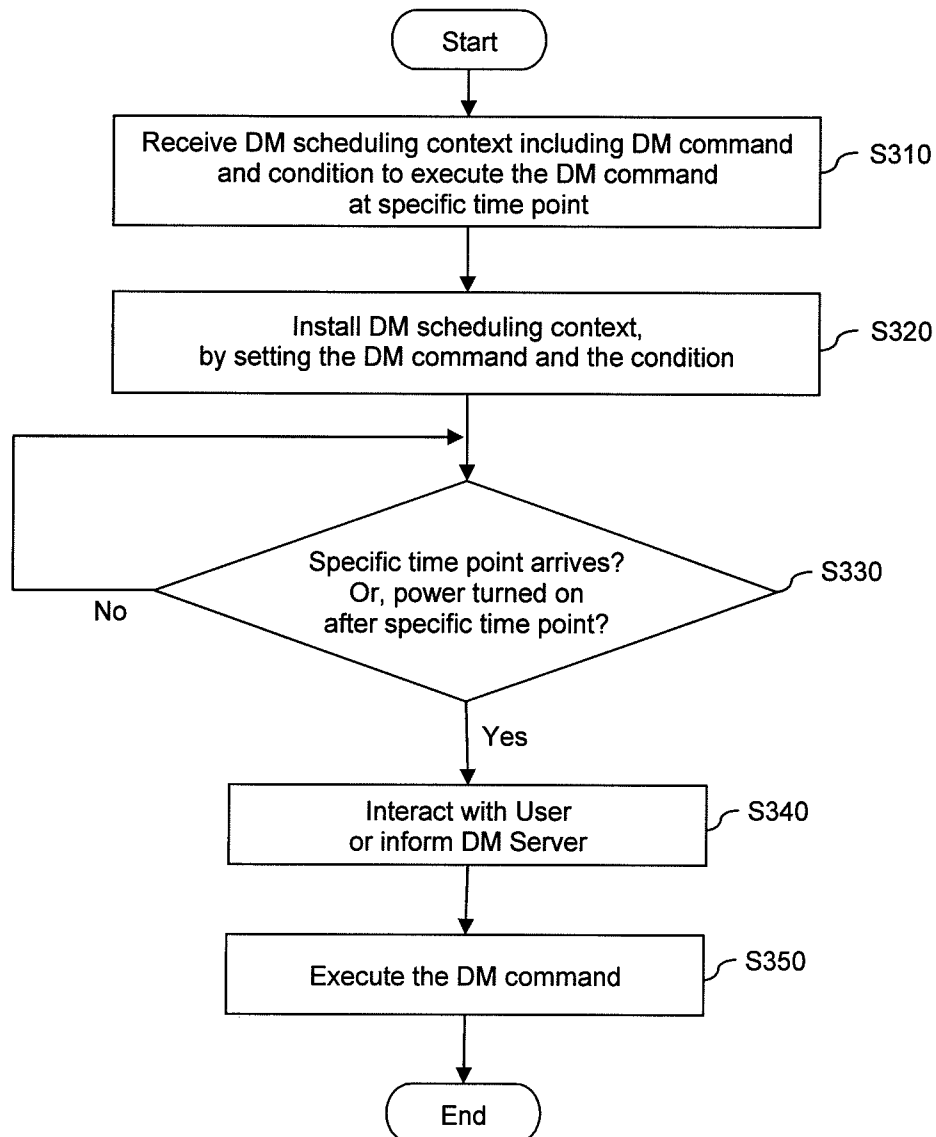 Start
Receive DM scheduling context including DM command
and condition to execute the DM command
at specific time point
S310
Install DM scheduling context,
by setting the DM command and the condition
S320
Specific time point arrives?
Or, power turned on
after specific time point?
S330
No
Yes
Interact with User
or inform DM Server
S340
Execute the DM command
S350
End